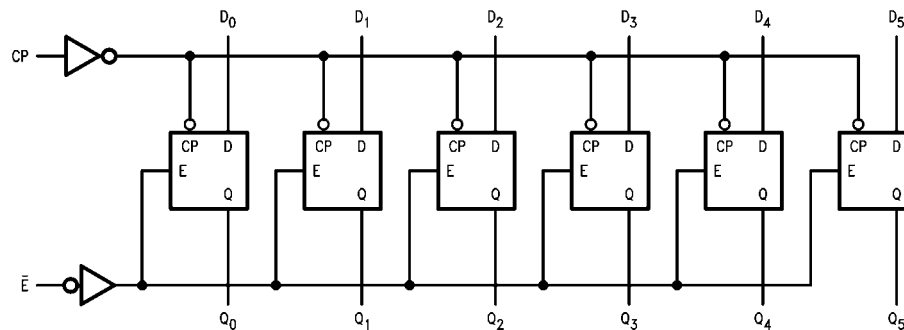 D0 D1 D2 D3 D4 D5
CP
CP D CP D CP D CP D CP D CP D
E E E E E E
Q Q Q Q Q Q
Ē
Q0 Q1 Q2 Q3 Q4 Q5